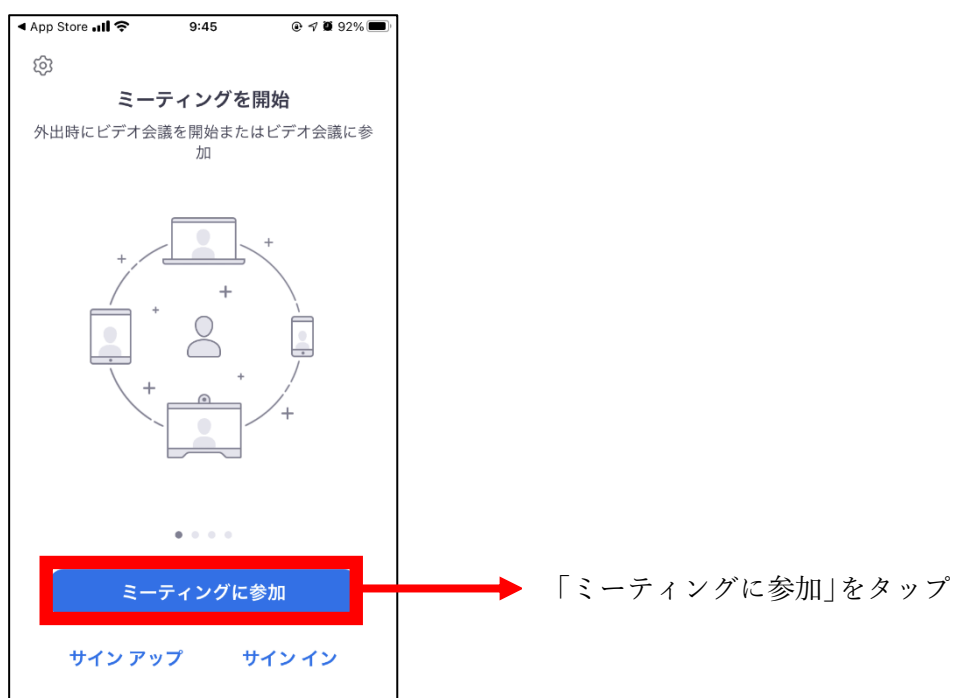 App Store 9:45 92%
ミーティングを開始
外出時にビデオ会議を開始またはビデオ会議に参
加
ミーティングに参加
「ミーティングに参加」をタップ
サイン アップ サイン イン